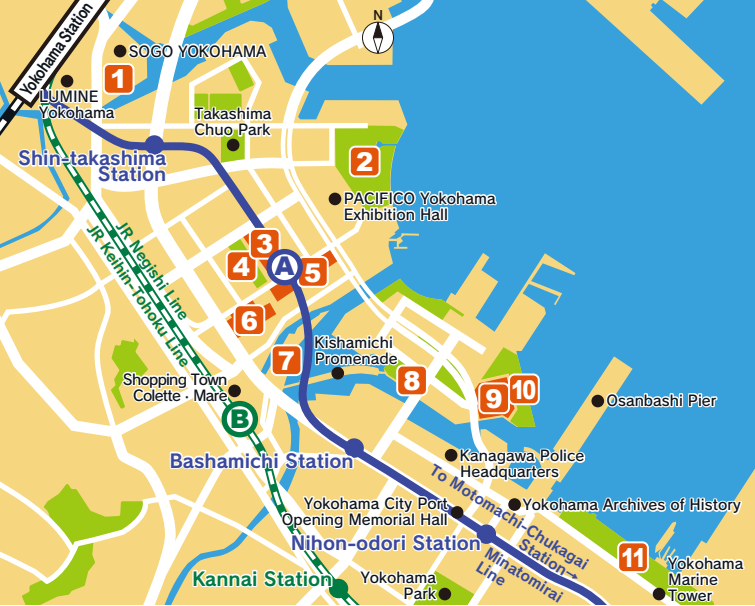 Yokohama Station
N
SOGO YOKOHAMA
1
LUMINE
Yokohama
Takashima
Chuo Park
Shin-takashima
Station
2
PACIFICO Yokohama
Exhibition Hall
JR Negishi Line
JR Keihin-Tohoku Line
3
4
A
5
6
7
Kishamichi
Promenade
Shopping Town
Colette · Mare
8
9
10
B
Osanbashi Pier
Bashamichi Station
Kanagawa Police
Headquarters
To Motomachi-Chukagai
Station→
Yokohama City Port
Opening Memorial Hall
Yokohama Archives of History
Nihon-odori Station
Minatomirai
Line
11
Kannai Station
Yokohama
Park
Yokohama
Marine
Tower